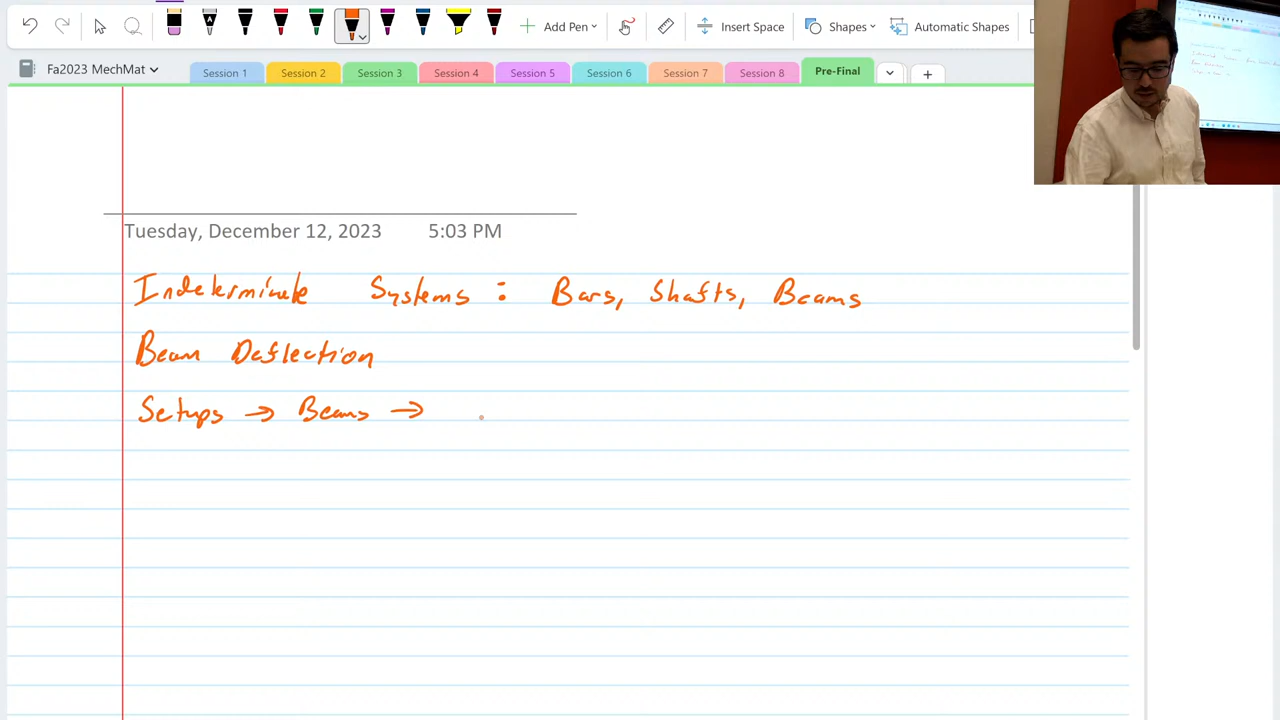 Add Pen
Insert Space
Shapes
Automatic Shapes
Fa2023 MechMat
Session 1
Session 2
Session 3
Session 4
Session 5
Session 6
Session 7
Session 8
Pre-Final
Tuesday, December 12, 2023 5:03 PM
Indeterminate Systems : Bars, Shafts, Beams
Beam Deflection
Setups → Beams →